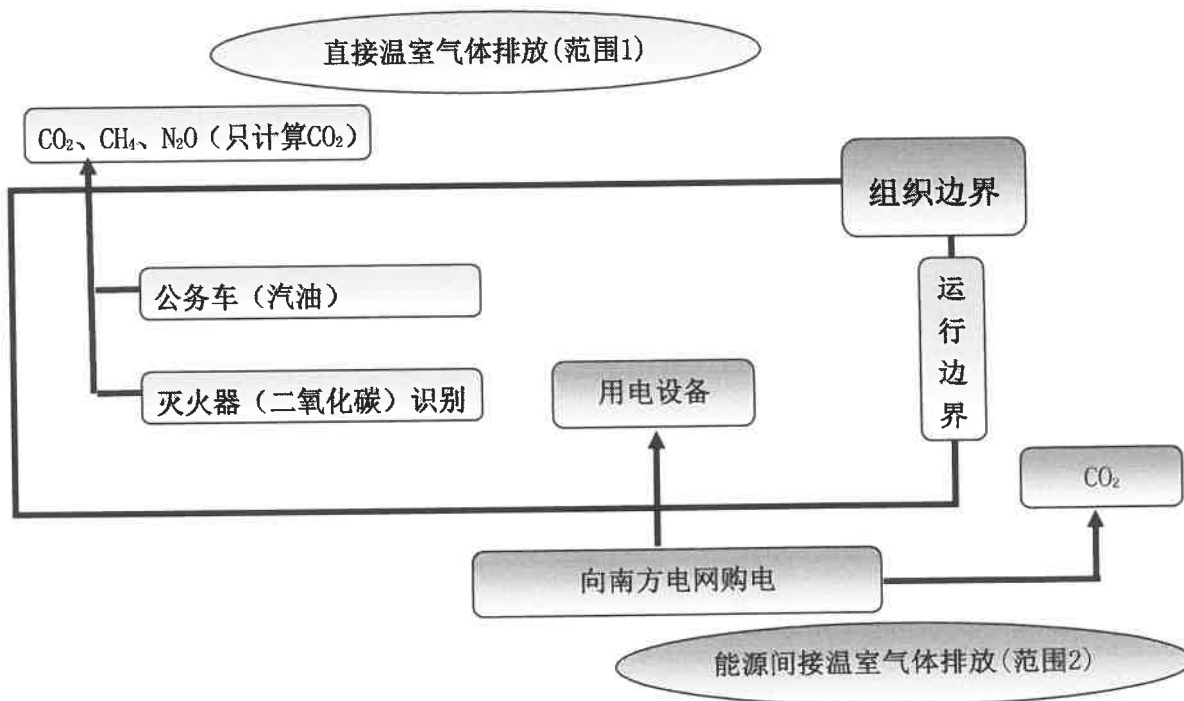 直接温室气体排放(范围1)
CO₂、CH₄、N₂O（只计算CO₂）
组织边界
公务车（汽油）
运行边界
灭火器（二氧化碳）识别
用电设备
CO₂
向南方电网购电
能源间接温室气体排放(范围2)